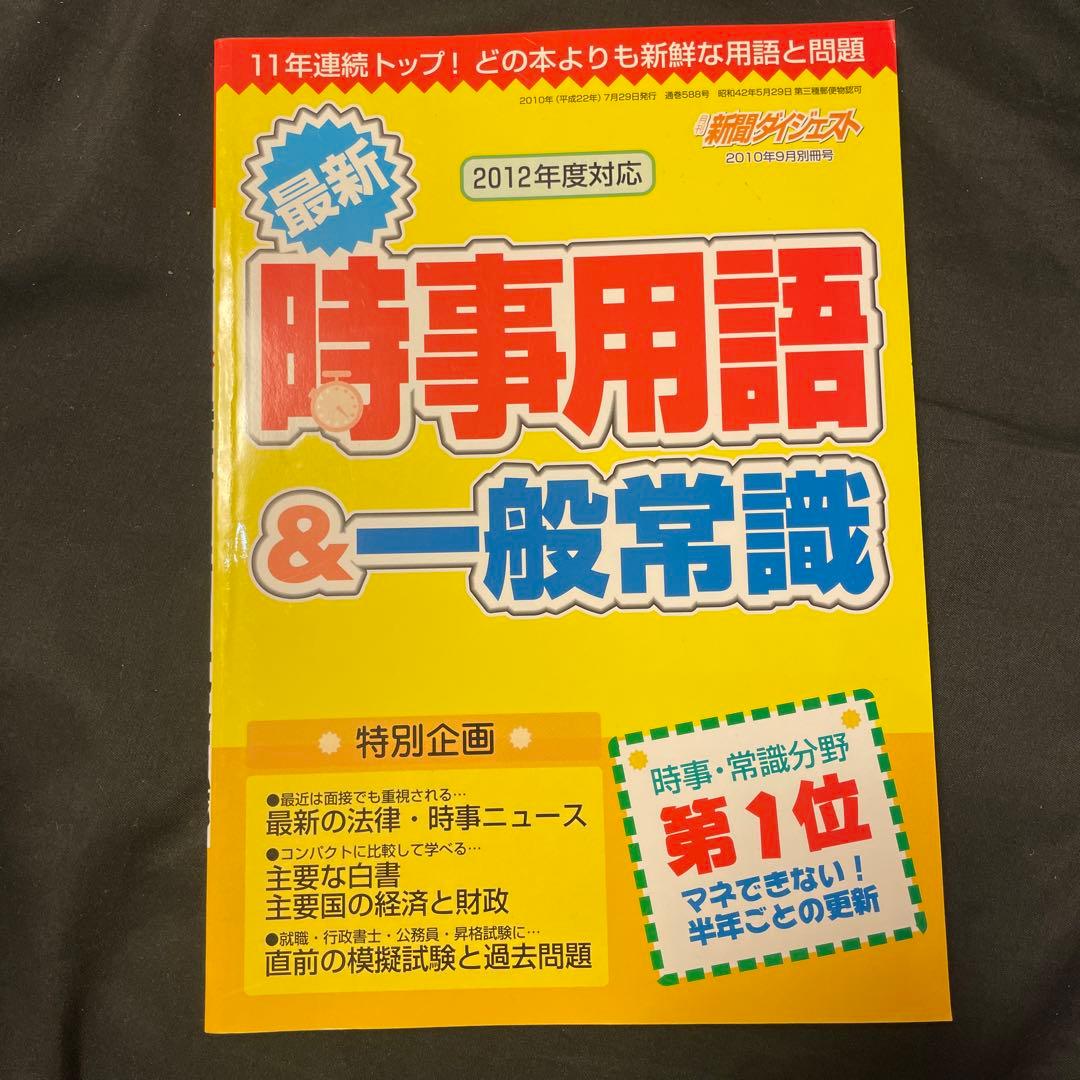 11年連続トップ! どの本よりも新鮮な用語と問題
2010年(平成22年)7月29日発行 通巻588号 昭和42年5月29日 第三種郵便物認可
月刊 新聞ダイジェスト
2010年9月別冊号
2012年度対応
最新
時事用語
&一般常識
特別企画
●最近は面接でも重視される…
最新の法律・時事ニュース
●コンパクトに比較して学べる…
主要な白書
主要国の経済と財政
●就職・行政書士・公務員・昇格試験に…
直前の模擬試験と過去問題
時事・常識分野
第1位
マネできない!
半年ごとの更新